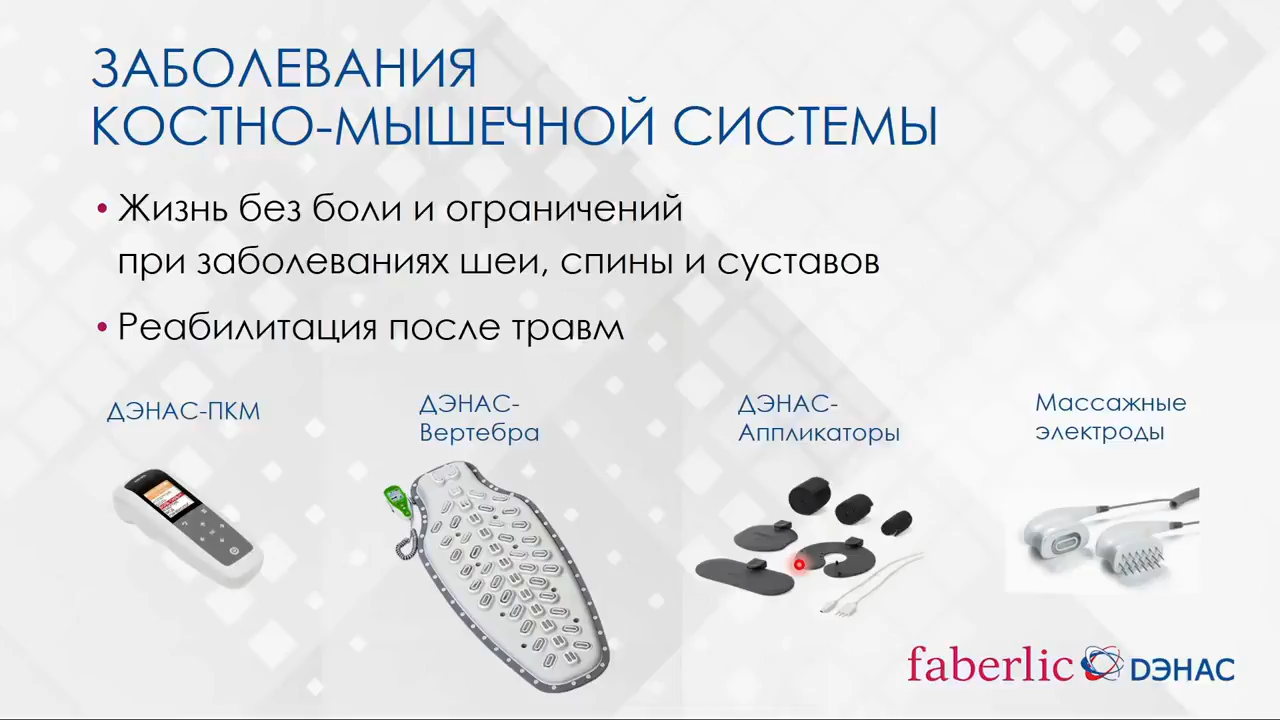 ЗАБОЛЕВАНИЯ
КОСТНО-МЫШЕЧНОЙ СИСТЕМЫ
• Жизнь без боли и ограничений
при заболеваниях шеи, спины и суставов
• Реабилитация после травм
ДЭНАС-ПКМ
ДЭНАС-
Вертебра
ДЭНАС-
Аппликаторы
Массажные
электроды
faberlic ДЭНАС